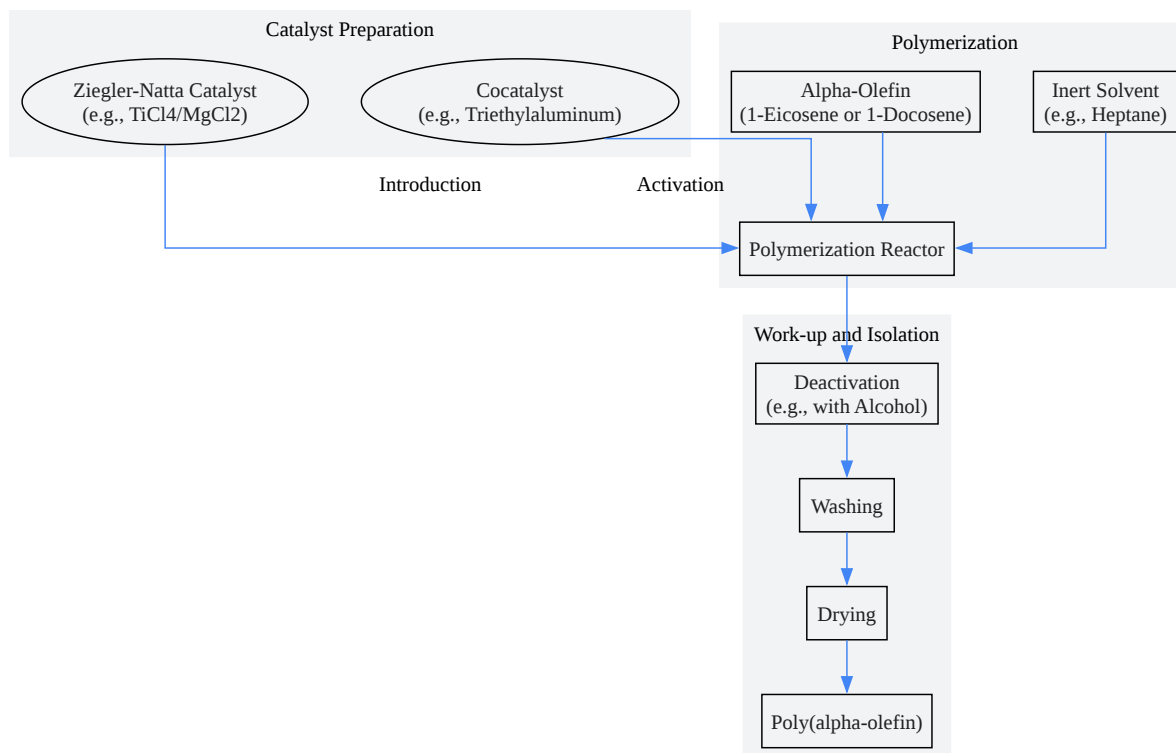 Catalyst Preparation
Ziegler-Natta Catalyst
(e.g., TiCl4/MgCl2)
Cocatalyst
(e.g., Triethylaluminum)
Polymerization
Alpha-Olefin
(1-Eicosene or 1-Docosene)
Inert Solvent
(e.g., Heptane)
Introduction
Activation
Polymerization Reactor
Work-up and Isolation
Deactivation
(e.g., with Alcohol)
Washing
Drying
Poly(alpha-olefin)